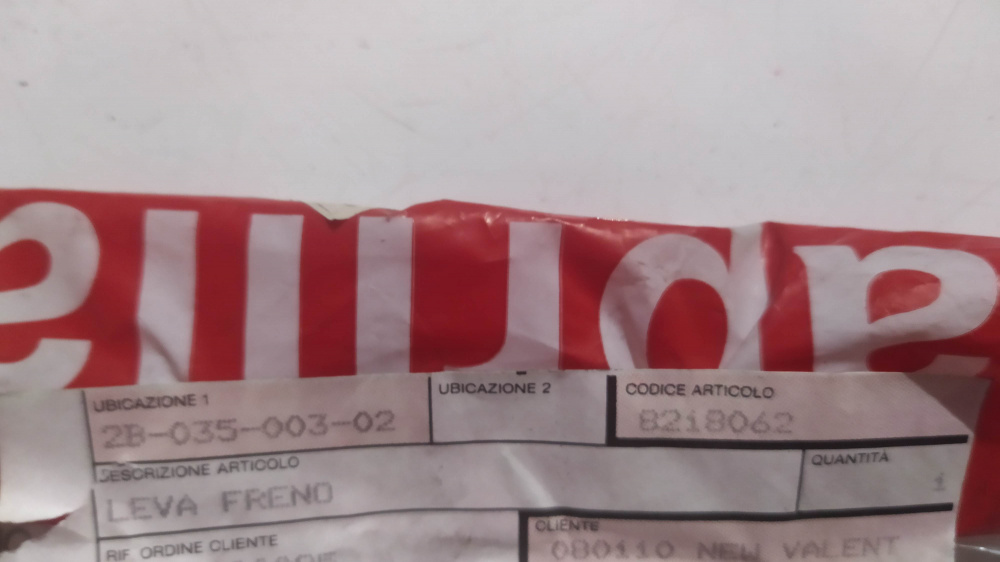 UBICAZIONE 1
2B-035-003-02
UBICAZIONE 2
CODICE ARTICOLO
8218062
DESCRIZIONE ARTICOLO
LEVA FRENO
QUANTITÀ
1
RIF. ORDINE CLIENTE
CLIENTE
080110 NEW VALENT